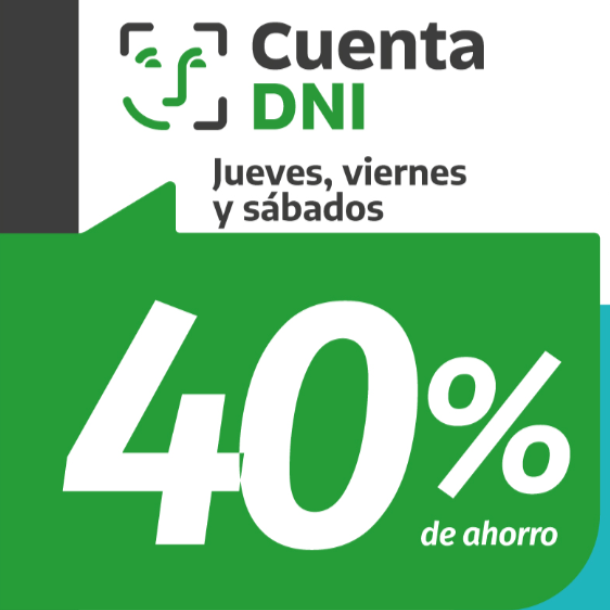 Cuenta
DNI
Jueves, viernes
y sábados
40%
de ahorro